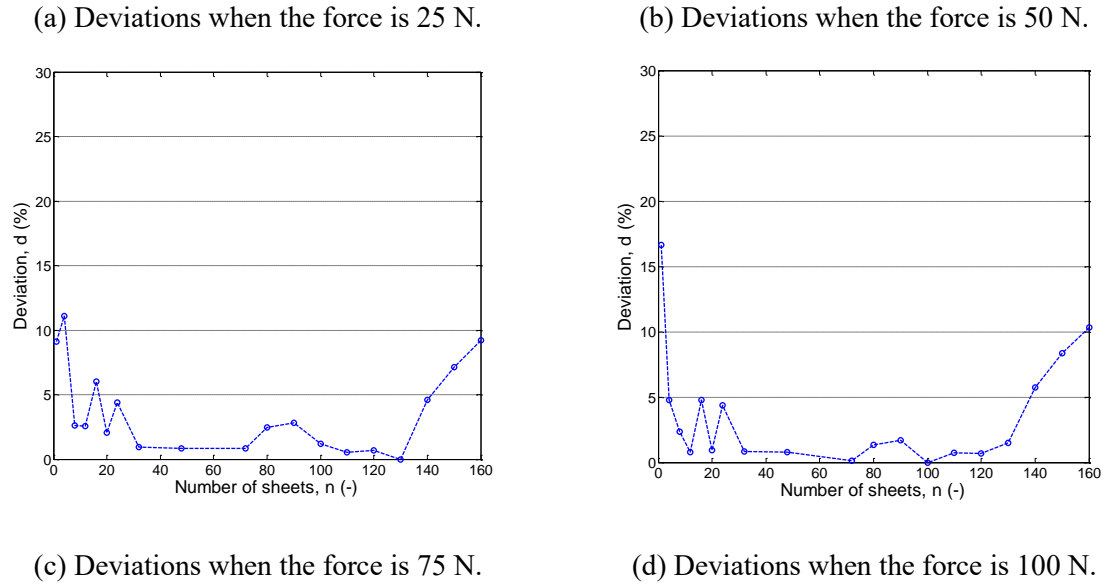 (a) Deviations when the force is 25 N.
(b) Deviations when the force is 50 N.
30
25
20
15
10
5
0
0 20 40 60 80 100 120 140 160
Deviation, d (%)
Number of sheets, n (-)
30
25
20
15
10
5
0
0 20 40 60 80 100 120 140 160
Deviation, d (%)
Number of sheets, n (-)
(c) Deviations when the force is 75 N.
(d) Deviations when the force is 100 N.